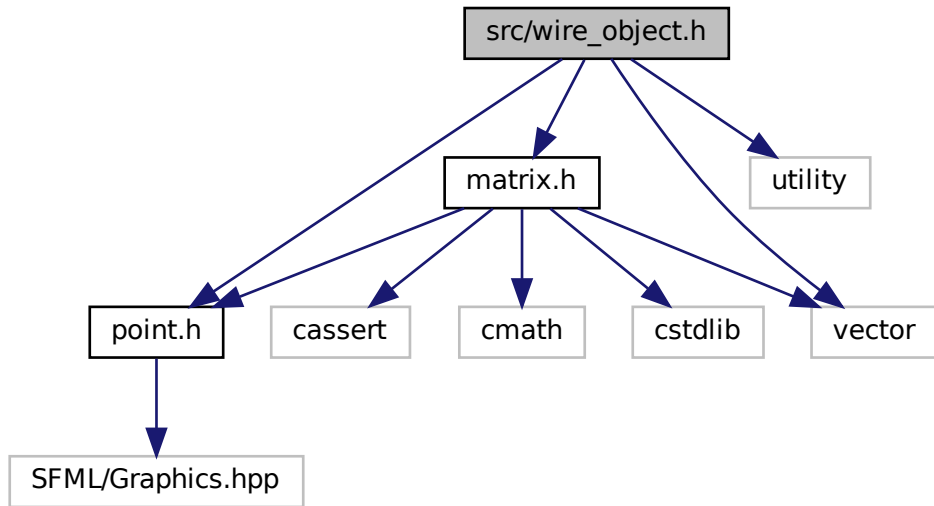 src/wire_object.h
matrix.h
utility
point.h
cassert
cmath
cstdlib
vector
SFML/Graphics.hpp